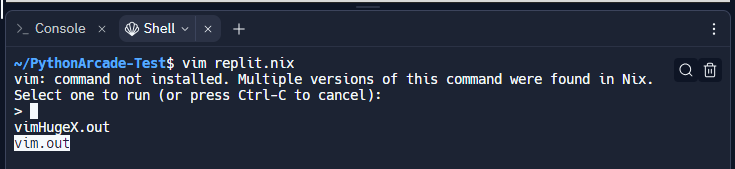 >_ Console ×
Shell ×
+
~/PythonArcade-Test$ vim replit.nix
vim: command not installed. Multiple versions of this command were found in Nix.
Select one to run (or press Ctrl-C to cancel):
>
vimHugeX.out
vim.out